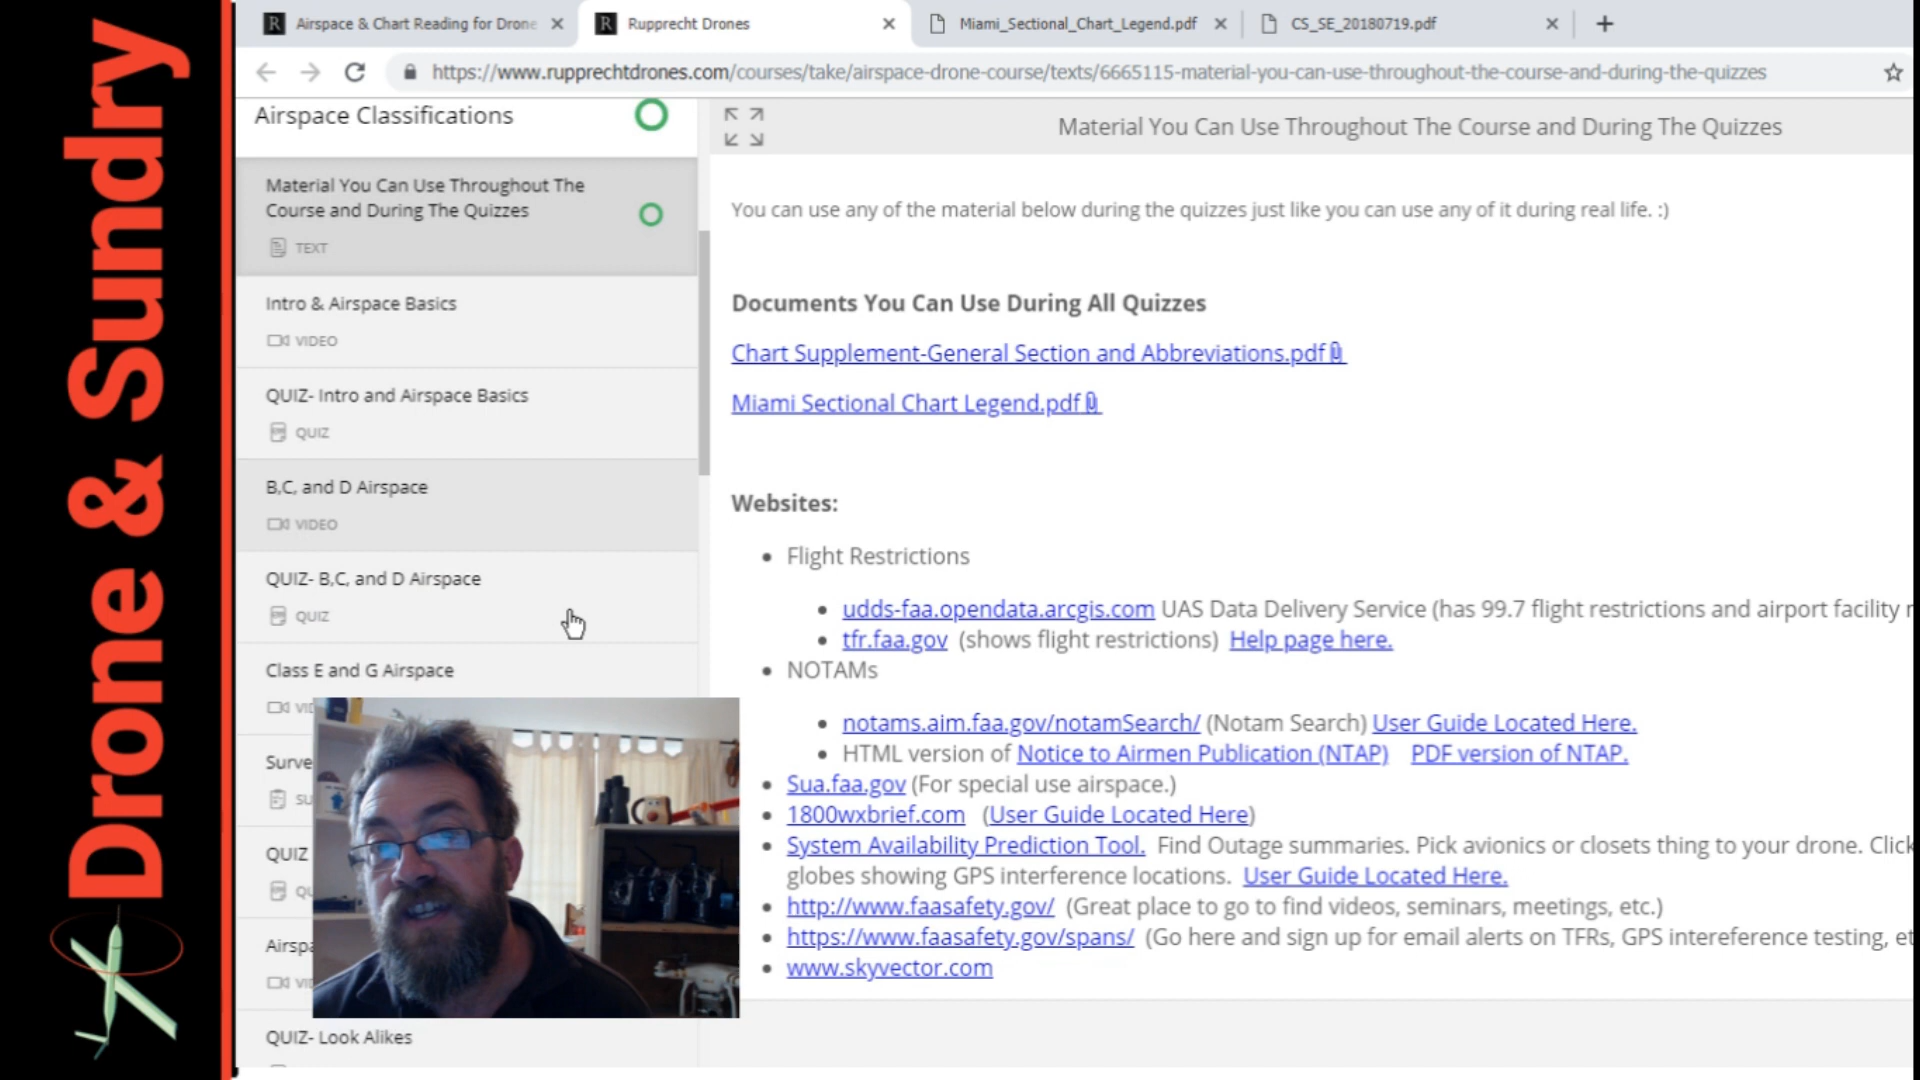 Drone & Sundry
Airspace & Chart Reading for Drone
Rupprecht Drones
Miami_Sectional_Chart_Legend.pdf
CS_SE_20180719.pdf
https://www.rupprechtdrones.com/courses/take/airspace-drone-course/texts/6665115-material-you-can-use-throughout-the-course-and-during-the-quizzes
Airspace Classifications
Material You Can Use Throughout The
Course and During The Quizzes
TEXT
Intro & Airspace Basics
VIDEO
QUIZ- Intro and Airspace Basics
QUIZ
B,C, and D Airspace
VIDEO
QUIZ- B,C, and D Airspace
QUIZ
Class E and G Airspace
VID
Surve
SU
QUIZ
QU
Airspa
VID
QUIZ- Look Alikes
Material You Can Use Throughout The Course and During The Quizzes
You can use any of the material below during the quizzes just like you can use any of it during real life. :)
Documents You Can Use During All Quizzes
Chart Supplement-General Section and Abbreviations.pdf
Miami Sectional Chart Legend.pdf
Websites:
Flight Restrictions
udds-faa.opendata.arcgis.com UAS Data Delivery Service (has 99.7 flight restrictions and airport facility
tfr.faa.gov (shows flight restrictions) Help page here.
NOTAMs
notams.aim.faa.gov/notamSearch/ (Notam Search) User Guide Located Here.
HTML version of Notice to Airmen Publication (NTAP) PDF version of NTAP.
Sua.faa.gov (For special use airspace.)
1800wxbrief.com (User Guide Located Here)
System Availability Prediction Tool. Find Outage summaries. Pick avionics or closets thing to your drone. Click
globes showing GPS interference locations. User Guide Located Here.
http://www.faasafety.gov/ (Great place to go to find videos, seminars, meetings, etc.)
https://www.faasafety.gov/spans/ (Go here and sign up for email alerts on TFRs, GPS intereference testing, et
www.skyvector.com